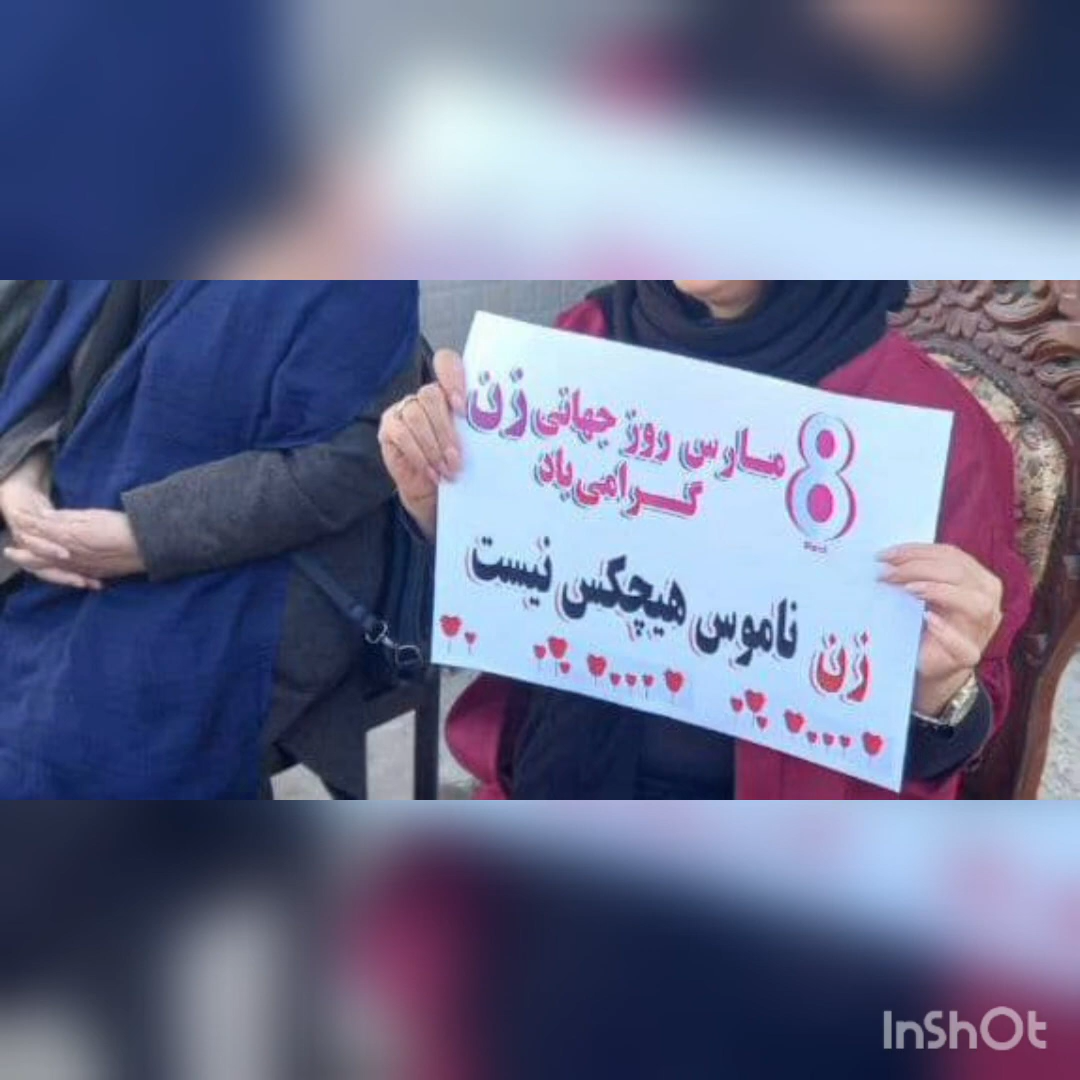 8 مارس روز جهانی زن
گرامی باد
زن ناموس هیچکس نیست
InShOt